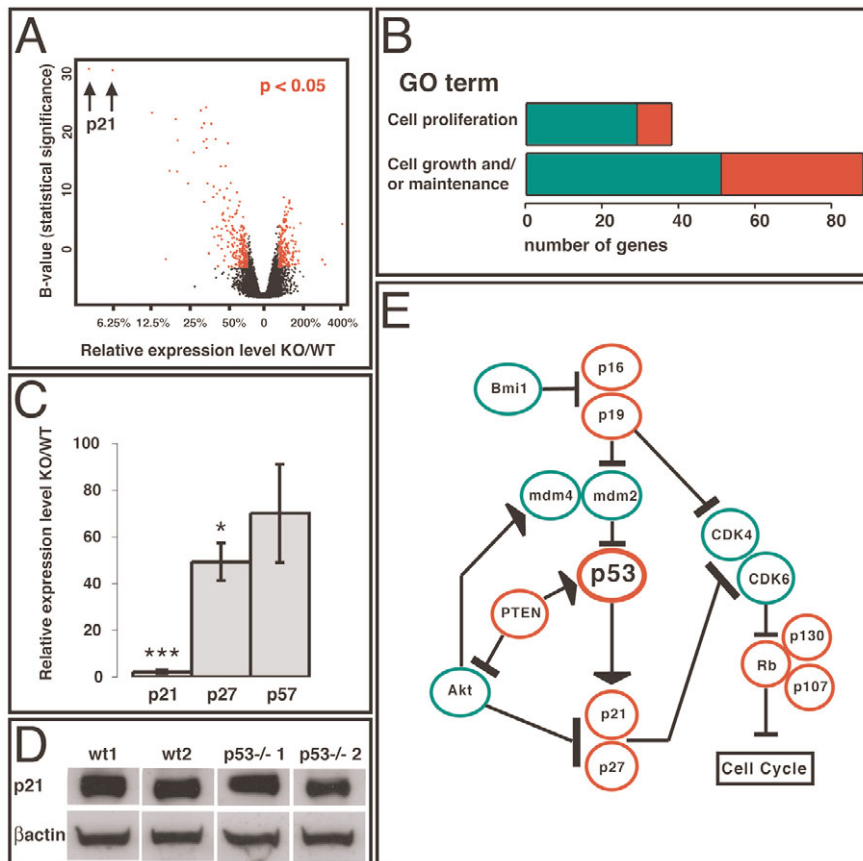 A
B-value (statistical significance)
30
20
10
0
p < 0.05
p21
6.25% 12.5% 25% 50% 0 200% 400%
Relative expression level KO/WT
B
GO term
Cell proliferation
Cell growth and/
or maintenance
0 20 40 60 80
number of genes
C
Relative expression level KO/WT
100
80
60
40
20
0
***
*
p21 p27 p57
D
wt1 wt2 p53-/- 1 p53-/- 2
p21
βactin
E
Bmi1
p16
p19
mdm4
mdm2
CDK4
CDK6
p53
PTEN
Akt
p21
p27
p130
Rb
p107
Cell Cycle